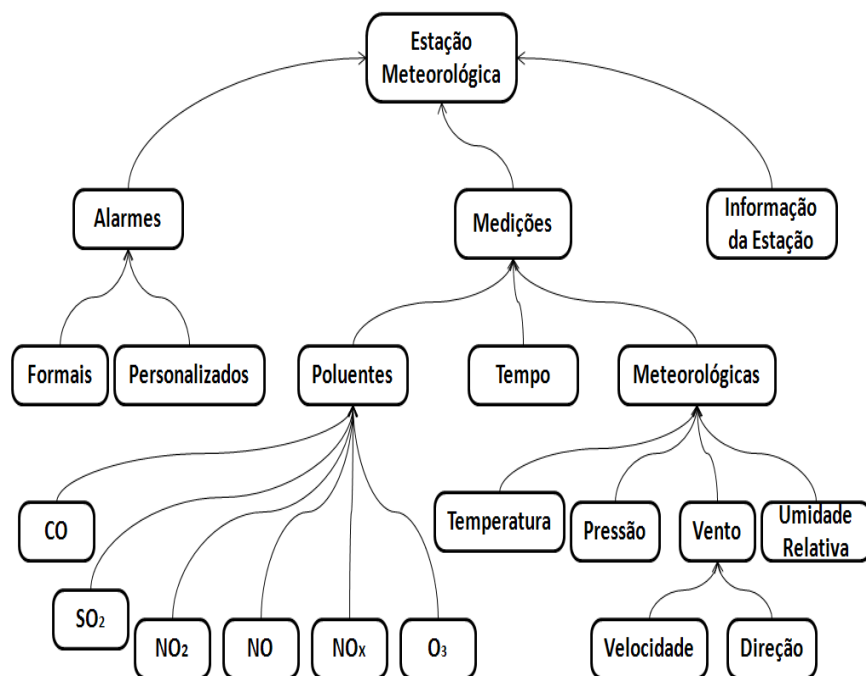 Estação
Meteorológica
Alarmes
Medições
Informação
da Estação
Formais
Personalizados
Poluentes
Tempo
Meteorológicas
CO
SO₂
NO₂
NO
NOₓ
O₃
Temperatura
Pressão
Vento
Umidade
Relativa
Velocidade
Direção